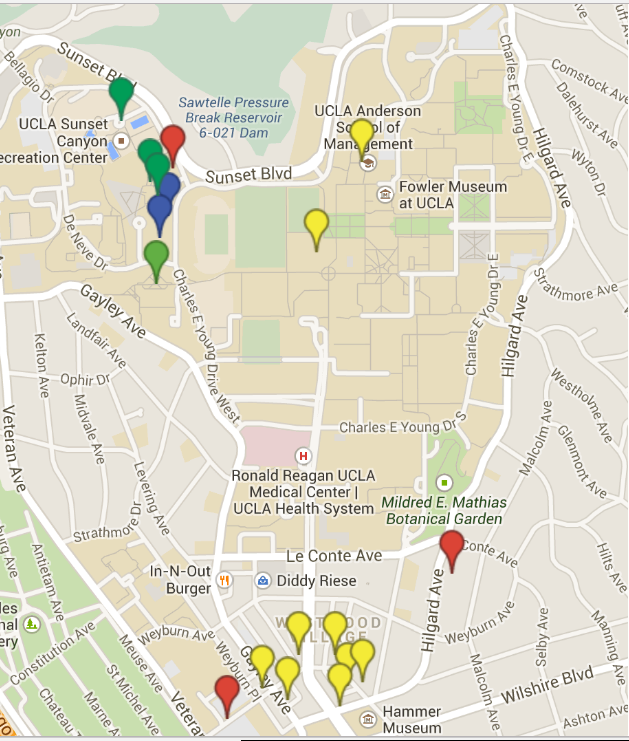 yon
Sunset Blvd
Bellagio Dr
Sawtelle Pressure
Break Reservoir
6-021 Dam
UCLA Sunset
Canyon
ecreation Center
UCLA Anderson
School of
Management
Charles E Young Dr E
Comstock Ave
Dalehurst Ave
Wyton Dr
Hilgard Ave
Sunset Blvd
Fowler Museum
at UCLA
De Neve Dr
Gayley Ave
Charles E Young Drive West
Strathmore Ave
Charles E Young Dr E
Hilgard Ave
Landfair Ave
Kelton Ave
Ophir Dr
Midvale Ave
Veteran Ave
Levering Ave
Strathmore Dr
Westholme Ave
Malcolm Ave
Glenmont Ave
Charles E Young Dr S
H
Ronald Reagan UCLA
Medical Center |
UCLA Health System
Mildred E. Mathias
Botanical Garden
Le Conte Ave
Conte Ave
In-N-Out
Burger
Diddy Riese
Hilts Ave
Manning Ave
Selby Ave
Weyburn Ave
Malcolm Ave
Hilgard Ave
burg Ave
Antietam Ave
les
nal
ery
Constitution Ave
Weyburn Ave
Weyburn Pl
Gayley Ave
Meuse Ave
St Michel Ave
Marne A
Chateau T
Veteran
Wilshire Blvd
Ashton Ave
Hammer
Museum